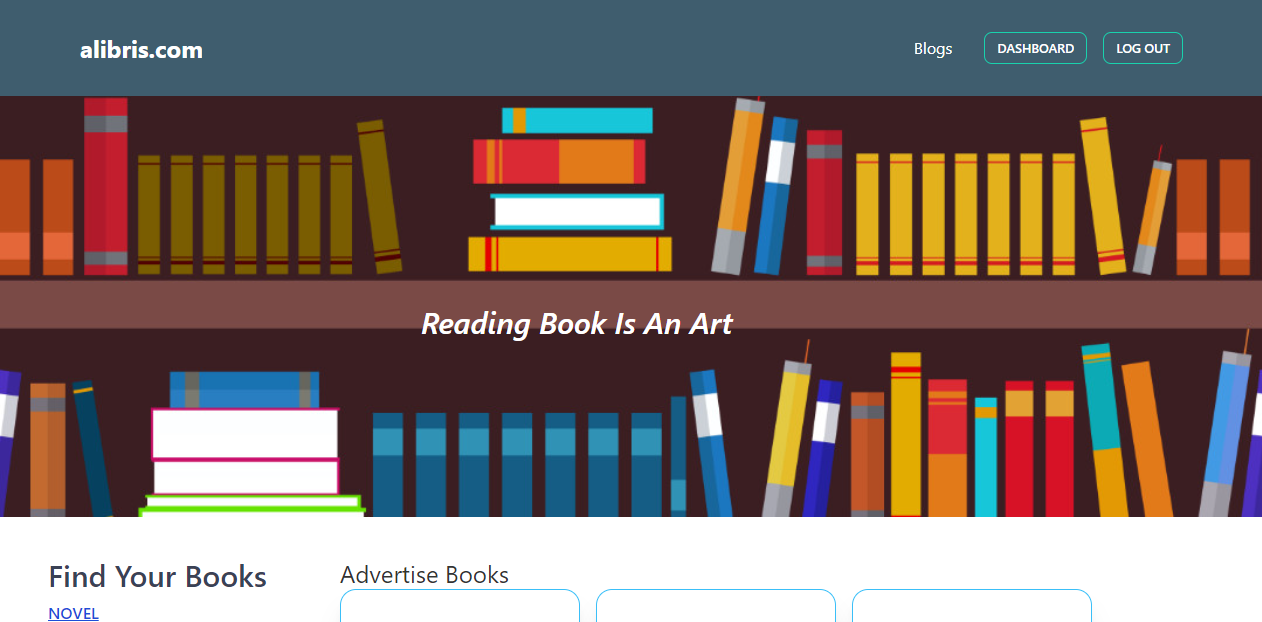 alibris.com
Blogs
DASHBOARD
LOG OUT
Reading Book Is An Art
Find Your Books
NOVEL
Advertise Books